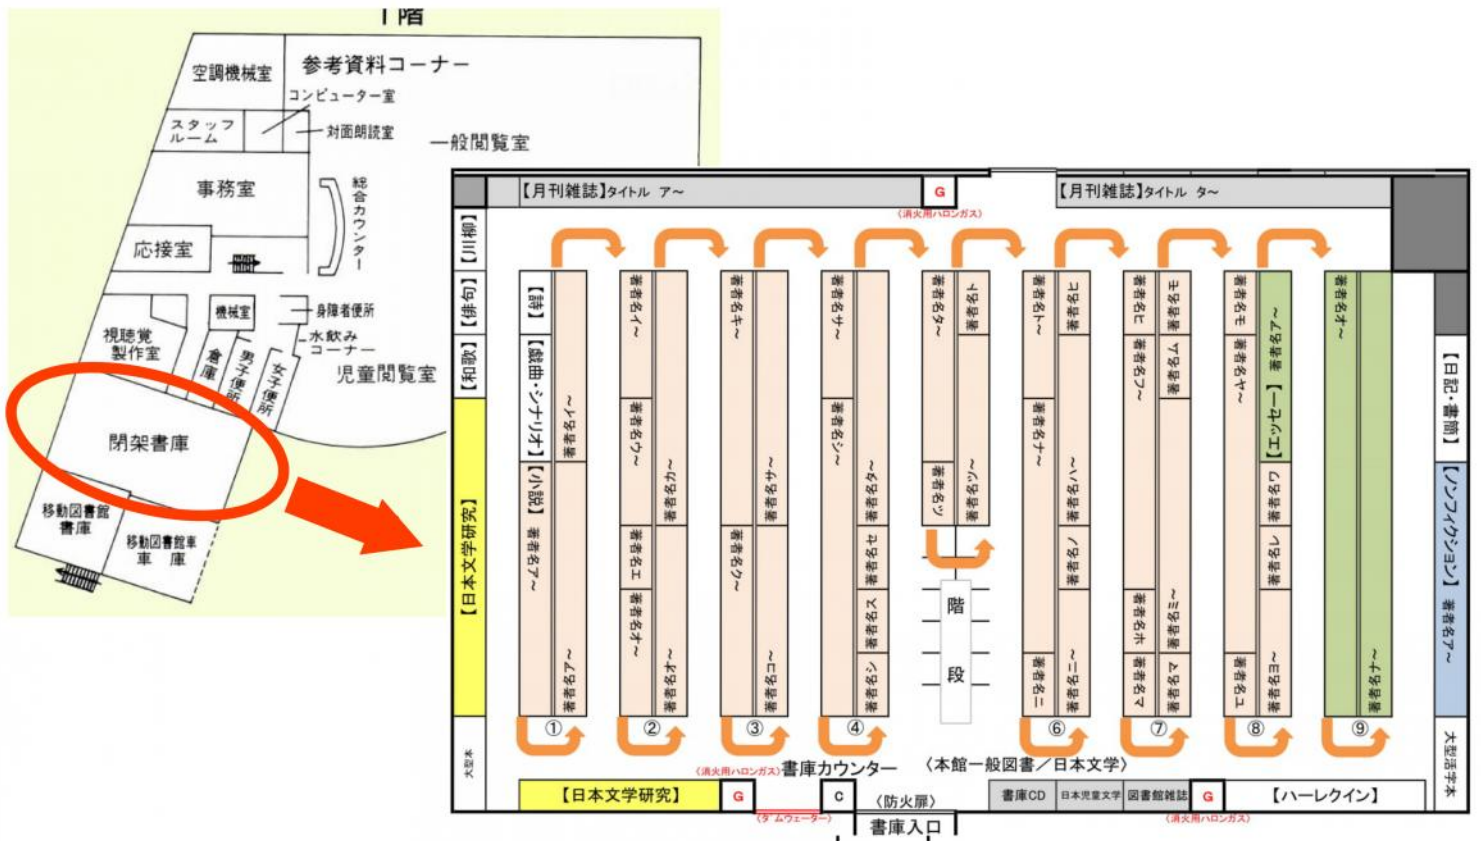 1階
空調機械室
参考資料コーナー
コンピューター室
スタッフ
ルーム
対面朗読室
一般閲覧室
事務室
総合カウンター
応接室
機械室
身障者便所
水飲み
コーナー
視聴覚
製作室
倉庫
男子便所
女子便所
児童閲覧室
閉架書庫
移動図書館
書庫
移動図書館車
車 庫
【月刊雑誌】タイトル ア～
G
〈消火用ハロンガス〉
【月刊雑誌】タイトル タ～
【川柳】
【俳句】
【和歌】
【日本文学研究】
大型本
【詩】
【戯曲・シナリオ】
【小説】 著者名ア～
著者名イ～
著者名ア～
①
著者名イ～
著者名ウ～
著者名エ
著者名オ～
著者名カ～
著者名オ～
②
著者名キ～
著者名ク～
著者名サ～
著者名コ～
③
著者名サ～
著者名シ～
著者名タ～
著者名セ
著者名ス
著者名シ
④
著者名タ～
著者名ツ
著者名ト
著者名ツ～
階
段
著者名ト～
著者名ナ～
著者名ニ
著者名ヒ
著者名ハ～
著者名ノ
著者名ニ～
⑥
著者名ヒ
著者名フ～
著者名ホ
著者名マ
著者名モ
著者名ム
著者名ミ～
著者名マ
⑦
著者名モ
著者名ヤ～
著者名ユ
【エッセー】 著者名ア～
著者名ワ
著者名レ
著者名ヨ～
⑧
著者名オ～
著者名ナ～
⑨
【日記・書簡】
【ノンフィクション】 著者名ア～
大型活字本
〈消火用ハロンガス〉
書庫カウンター
〈本館一般図書／日本文学〉
【日本文学研究】
G
〈ダムウェーター〉
C
〈防火扉〉
書庫入口
書庫CD
日本児童文学
図書館雑誌
G
〈消火用ハロンガス〉
【ハーレクイン】